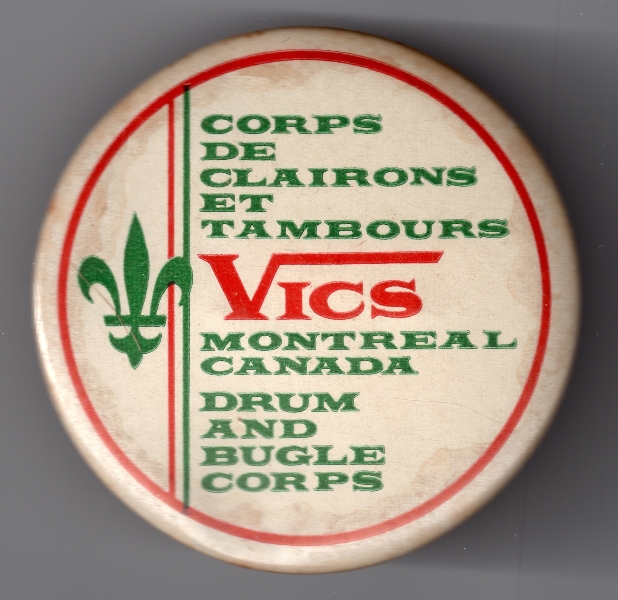 CORPS
DE
CLAIRONS
ET
TAMBOURS
VICS
MONTREAL
CANADA
DRUM
AND
BUGLE
CORPS